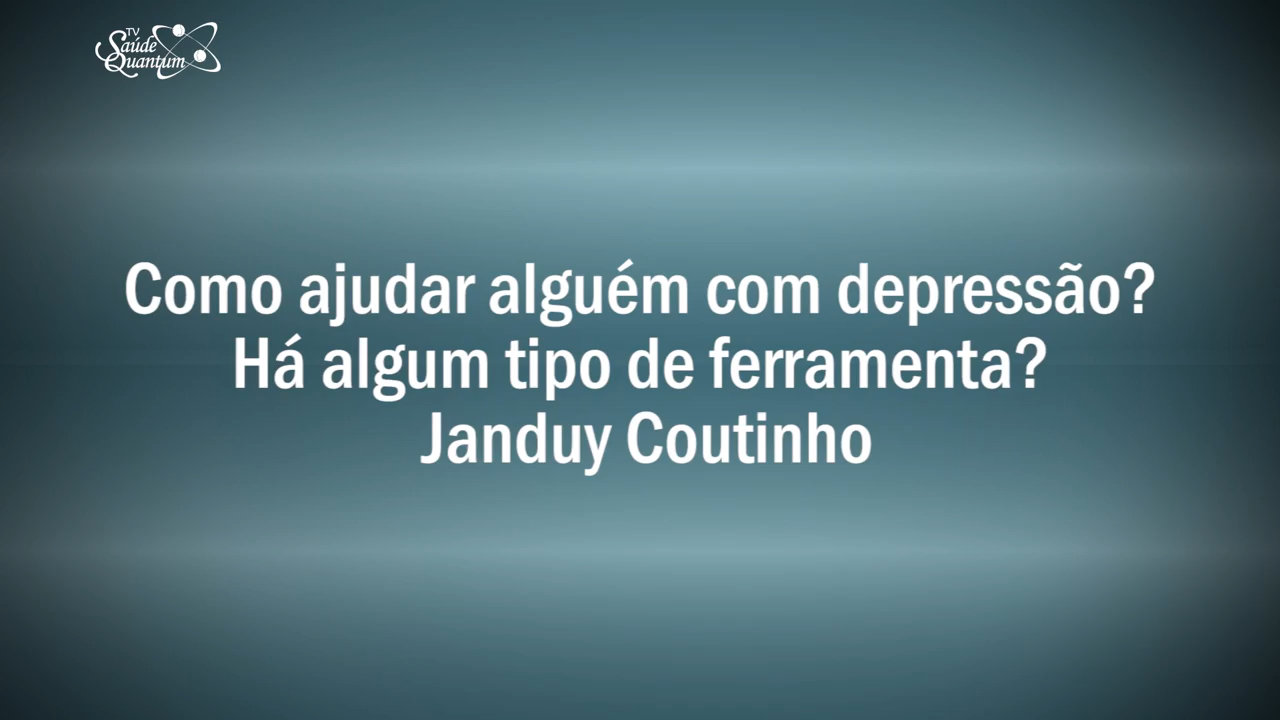 TV
Saúde
Quantum
Como ajudar alguém com depressão?
Há algum tipo de ferramenta?
Janduy Coutinho